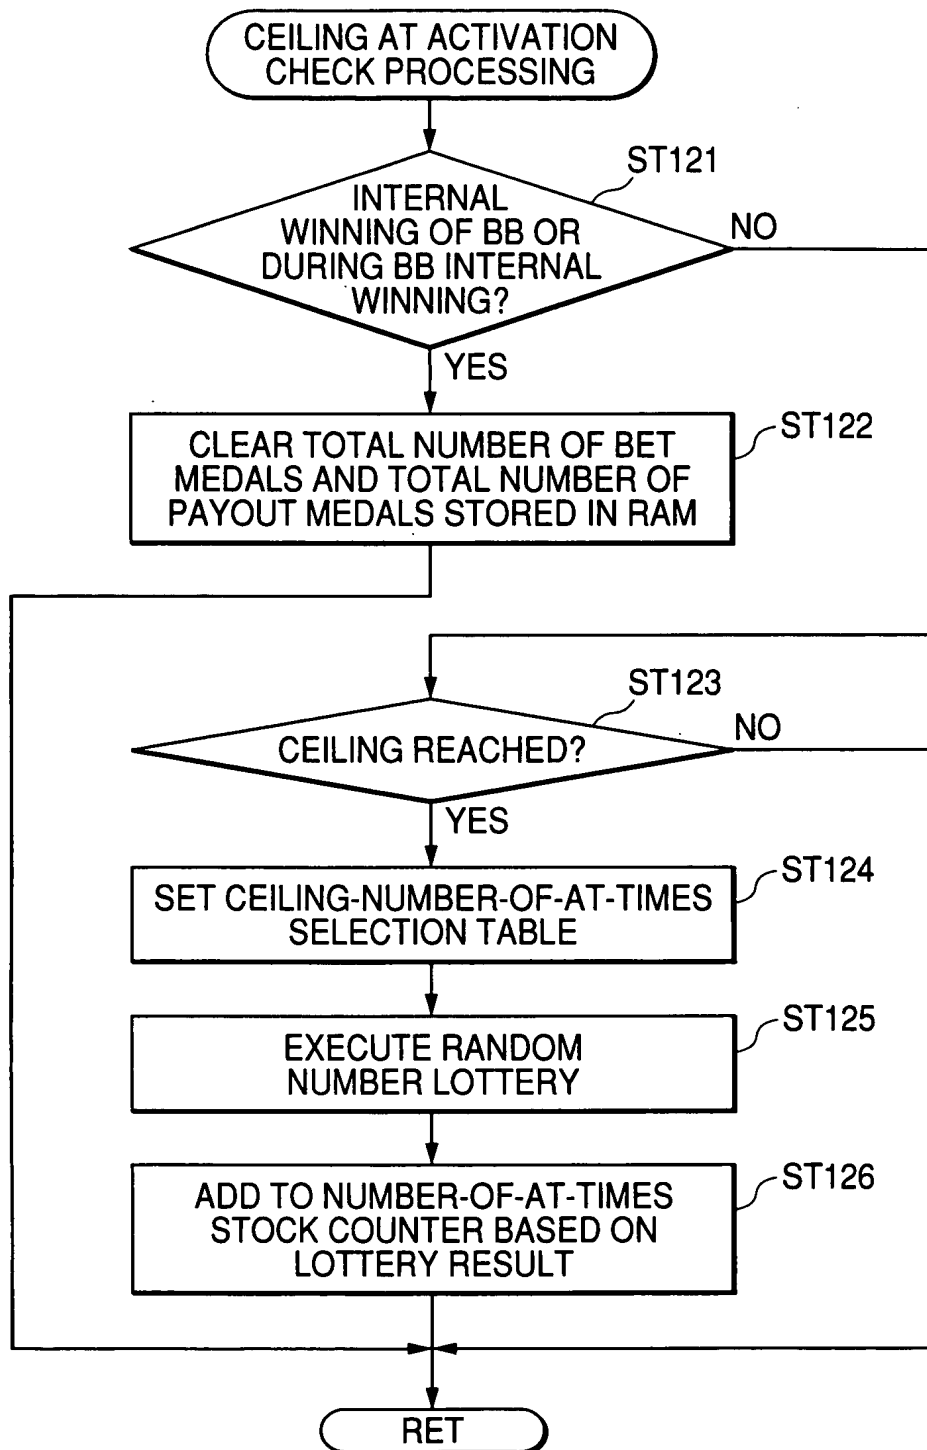 CEILING AT ACTIVATION
CHECK PROCESSING
ST121
INTERNAL
WINNING OF BB OR
DURING BB INTERNAL
WINNING?
NO
YES
ST122
CLEAR TOTAL NUMBER OF BET
MEDALS AND TOTAL NUMBER OF
PAYOUT MEDALS STORED IN RAM
ST123
CEILING REACHED?
NO
YES
ST124
SET CEILING-NUMBER-OF-AT-TIMES
SELECTION TABLE
ST125
EXECUTE RANDOM
NUMBER LOTTERY
ST126
ADD TO NUMBER-OF-AT-TIMES
STOCK COUNTER BASED ON
LOTTERY RESULT
RET